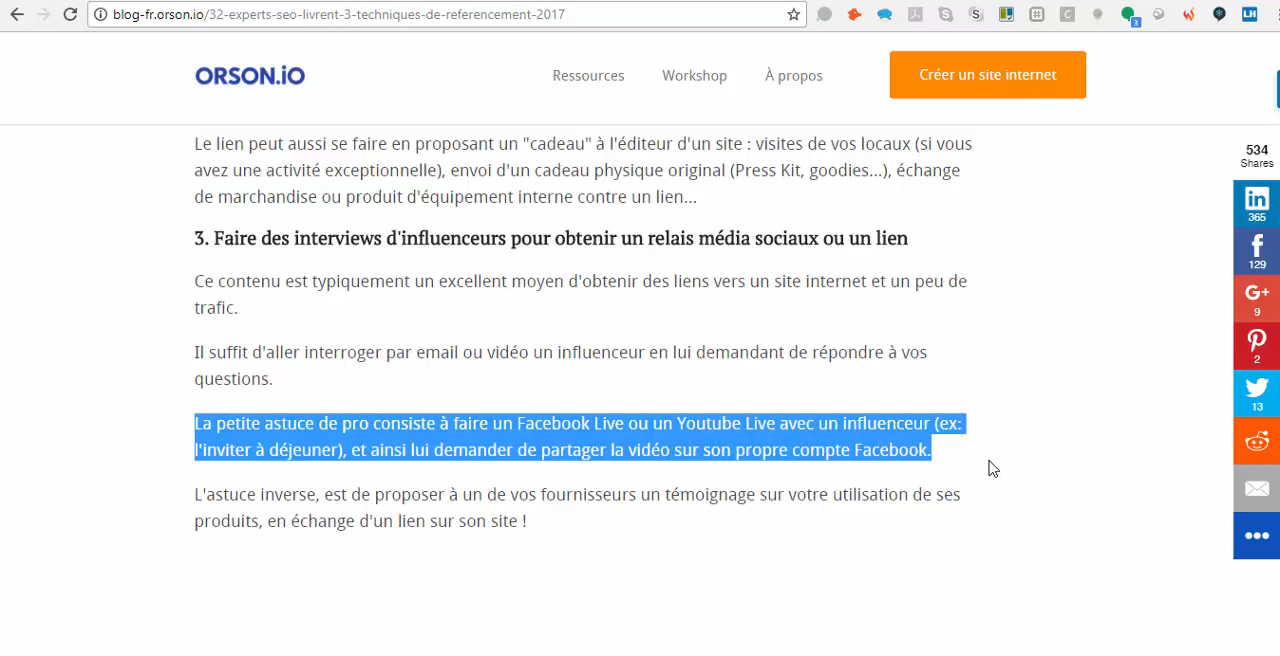 blog-fr.orson.io/32-experts-seo-livrent-3-techniques-de-referencement-2017
3
LH
ORSON.iO
Ressources
Workshop
À propos
Créer un site internet
Le lien peut aussi se faire en proposant un "cadeau" à l'éditeur d'un site : visites de vos locaux (si vous
avez une activité exceptionnelle), envoi d'un cadeau physique original (Press Kit, goodies...), échange
de marchandise ou produit d'équipement interne contre un lien...
3. Faire des interviews d'influenceurs pour obtenir un relais média sociaux ou un lien
Ce contenu est typiquement un excellent moyen d'obtenir des liens vers un site internet et un peu de
trafic.
Il suffit d'aller interroger par email ou vidéo un influenceur en lui demandant de répondre à vos
questions.
La petite astuce de pro consiste à faire un Facebook Live ou un Youtube Live avec un influenceur (ex:
l'inviter à déjeuner), et ainsi lui demander de partager la vidéo sur son propre compte Facebook.
L'astuce inverse, est de proposer à un de vos fournisseurs un témoignage sur votre utilisation de ses
produits, en échange d'un lien sur son site !
534
Shares
in
365
f
129
G+
9
2
13